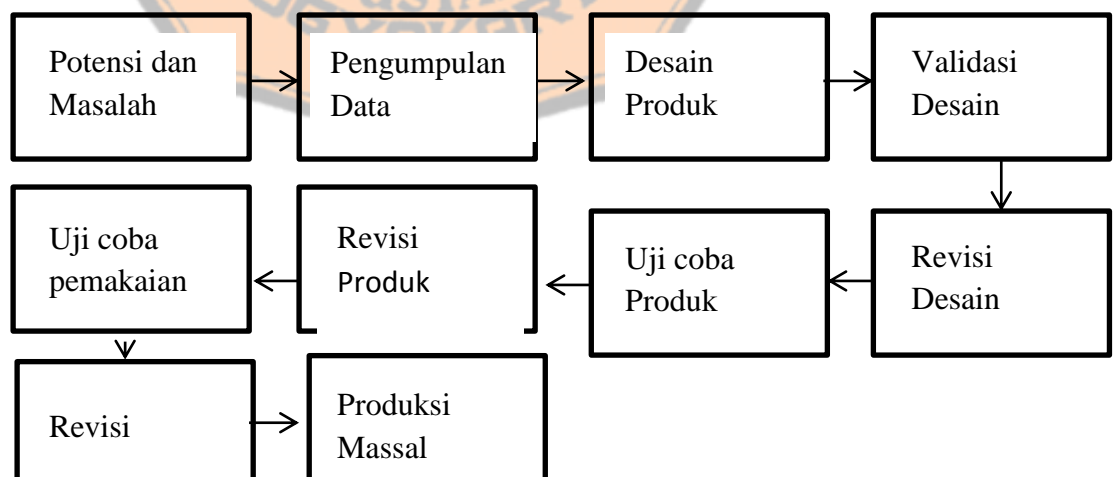 Potensi dan
Masalah
Pengumpulan
Data
Desain
Produk
Validasi
Desain
Revisi
Desain
Uji coba
Produk
Revisi
Produk
Uji coba
pemakaian
Revisi
Produksi
Massal